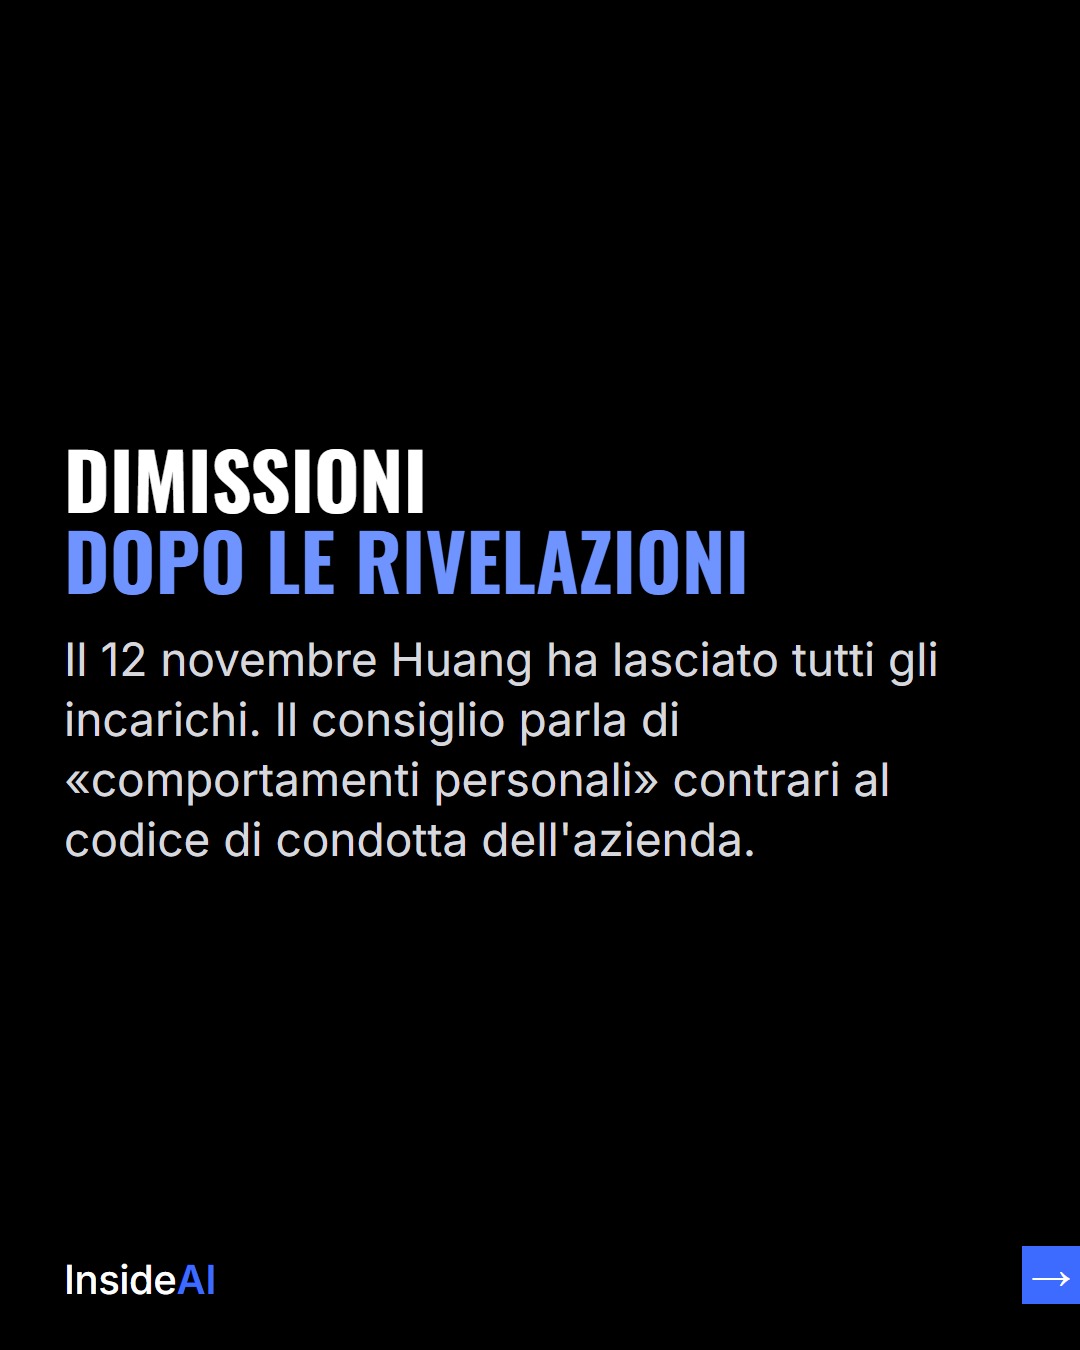 DIMISSIONI
DOPO LE RIVELAZIONI
Il 12 novembre Huang ha lasciato tutti gli
incarichi. Il consiglio parla di
«comportamenti personali» contrari al
codice di condotta dell'azienda.
InsideAI
→